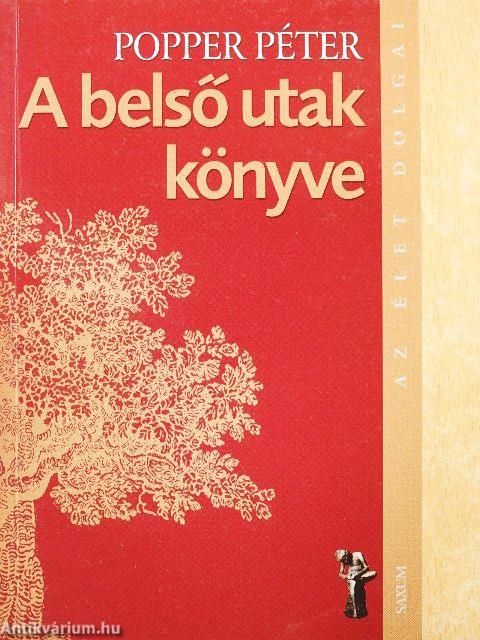 POPPER PÉTER
A belső utak
könyve
AZ ÉLET DOLGAI
SAXUM
Antikvárium.hu